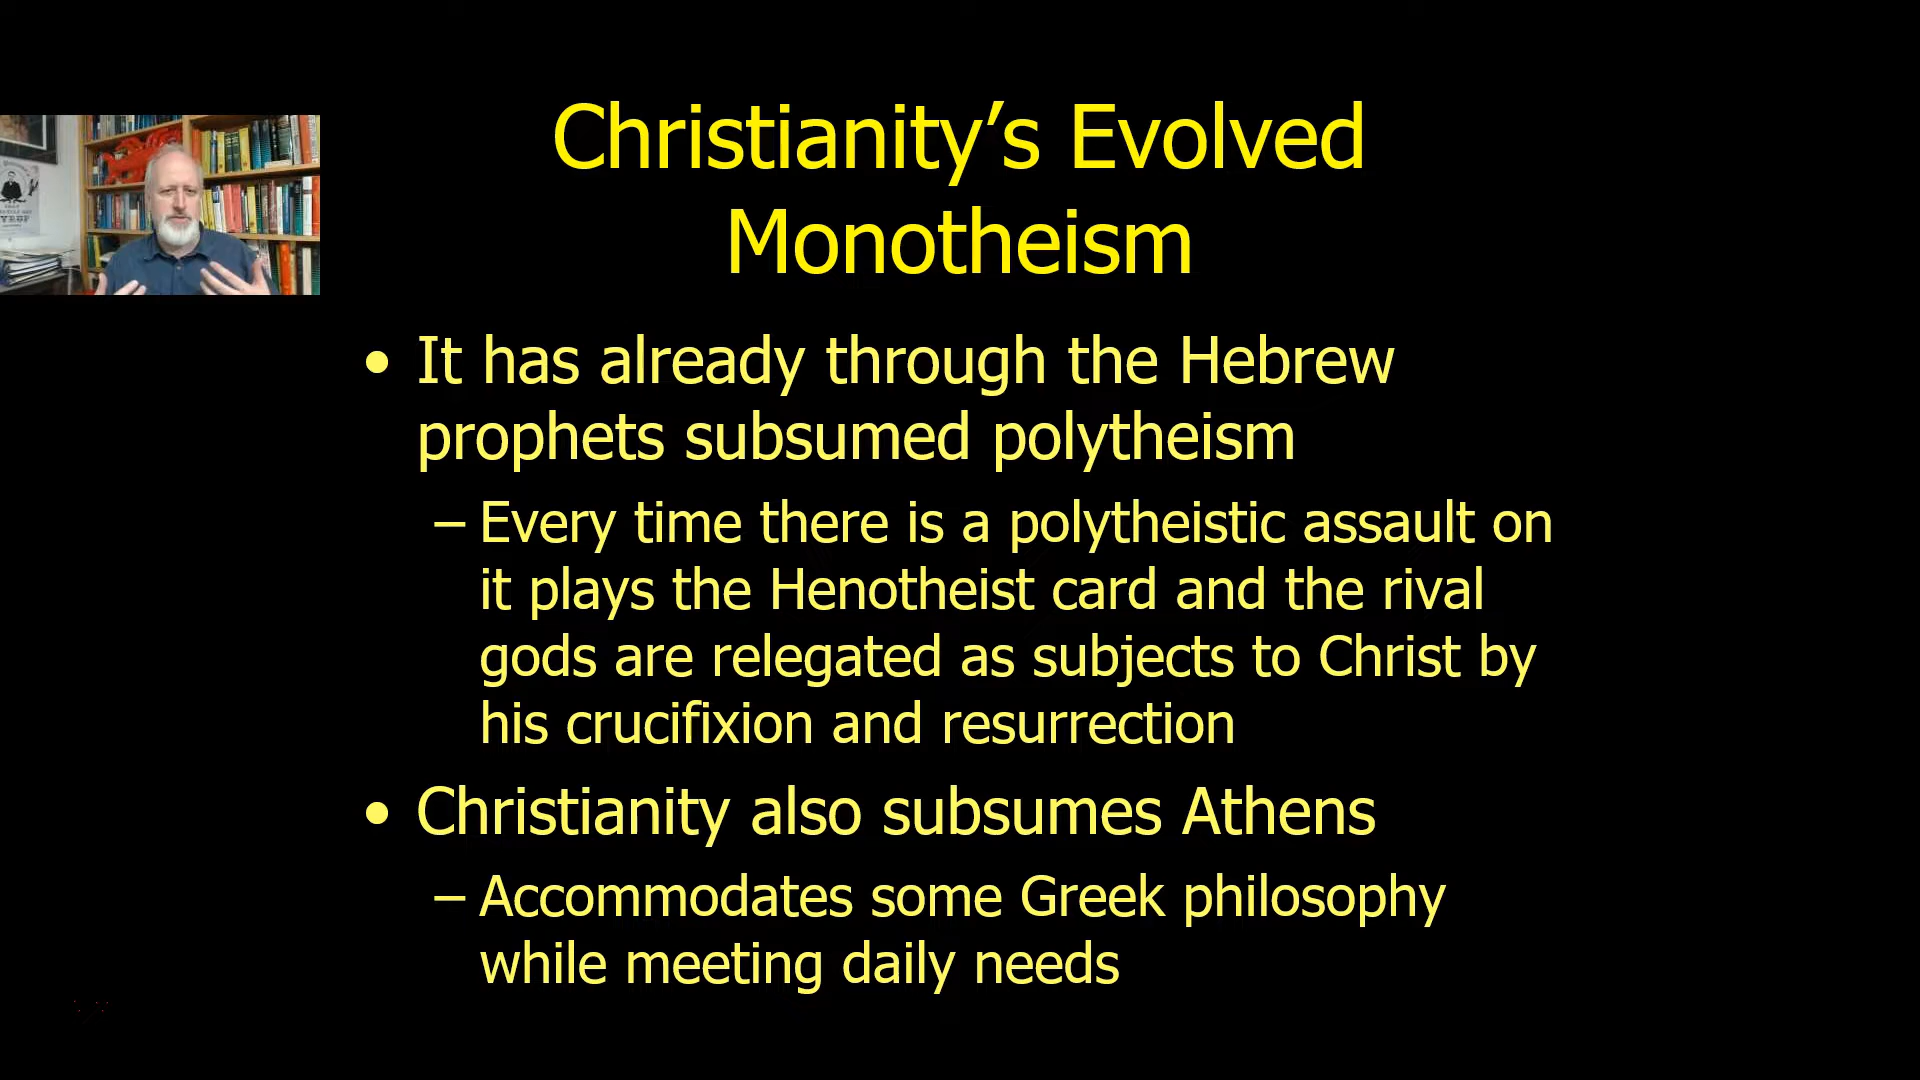 Christianity’s Evolved
Monotheism
• It has already through the Hebrew
prophets subsumed polytheism
– Every time there is a polytheistic assault on
it plays the Henotheist card and the rival
gods are relegated as subjects to Christ by
his crucifixion and resurrection
• Christianity also subsumes Athens
– Accommodates some Greek philosophy
while meeting daily needs